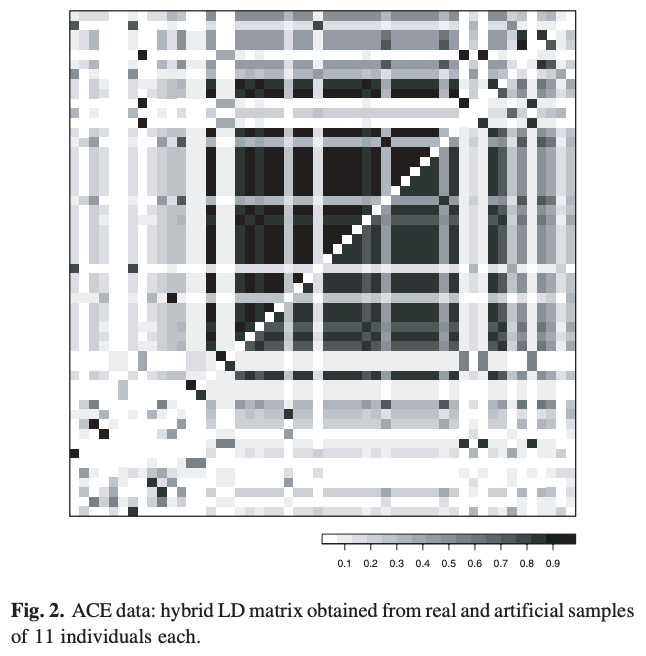 0.1 0.2 0.3 0.4 0.5 0.6 0.7 0.8 0.9
Fig. 2. ACE data: hybrid LD matrix obtained from real and artificial samples
of 11 individuals each.